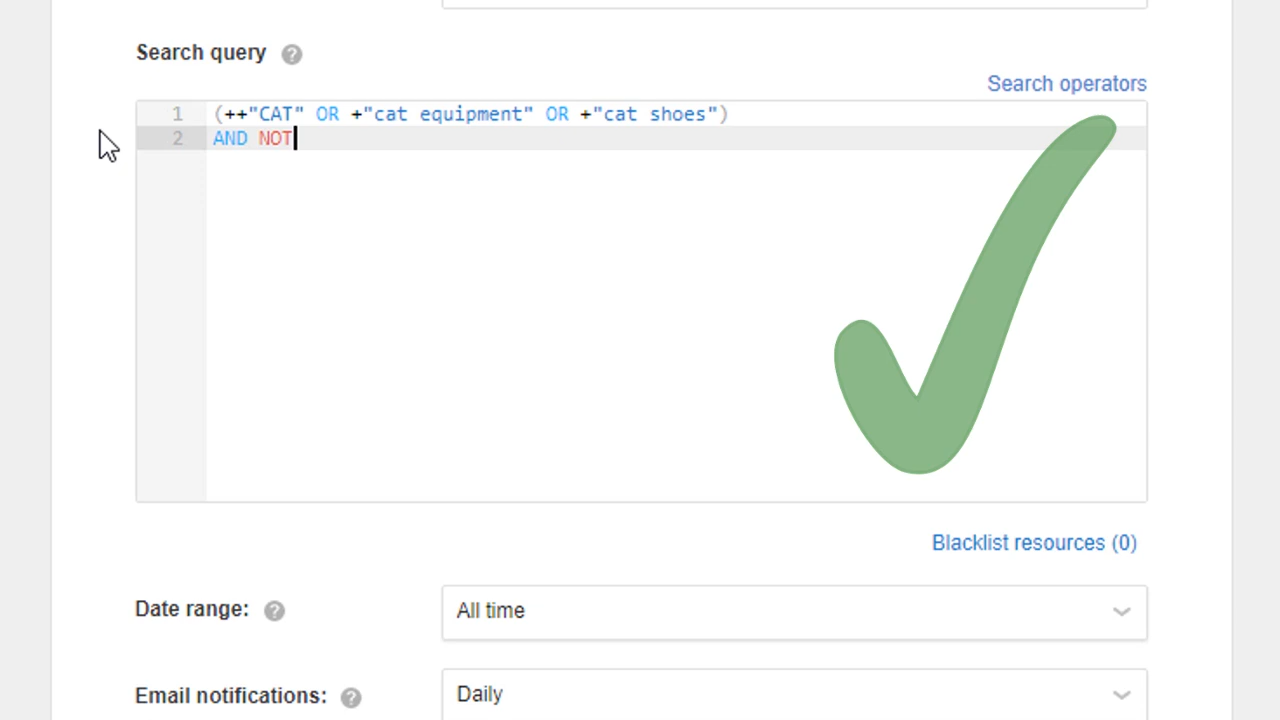 Search query ?
Search operators
1 (++"CAT" OR +"cat equipment" OR +"cat shoes")
2 AND NOT
Blacklist resources (0)
Date range: ? All time
Email notifications: ? Daily